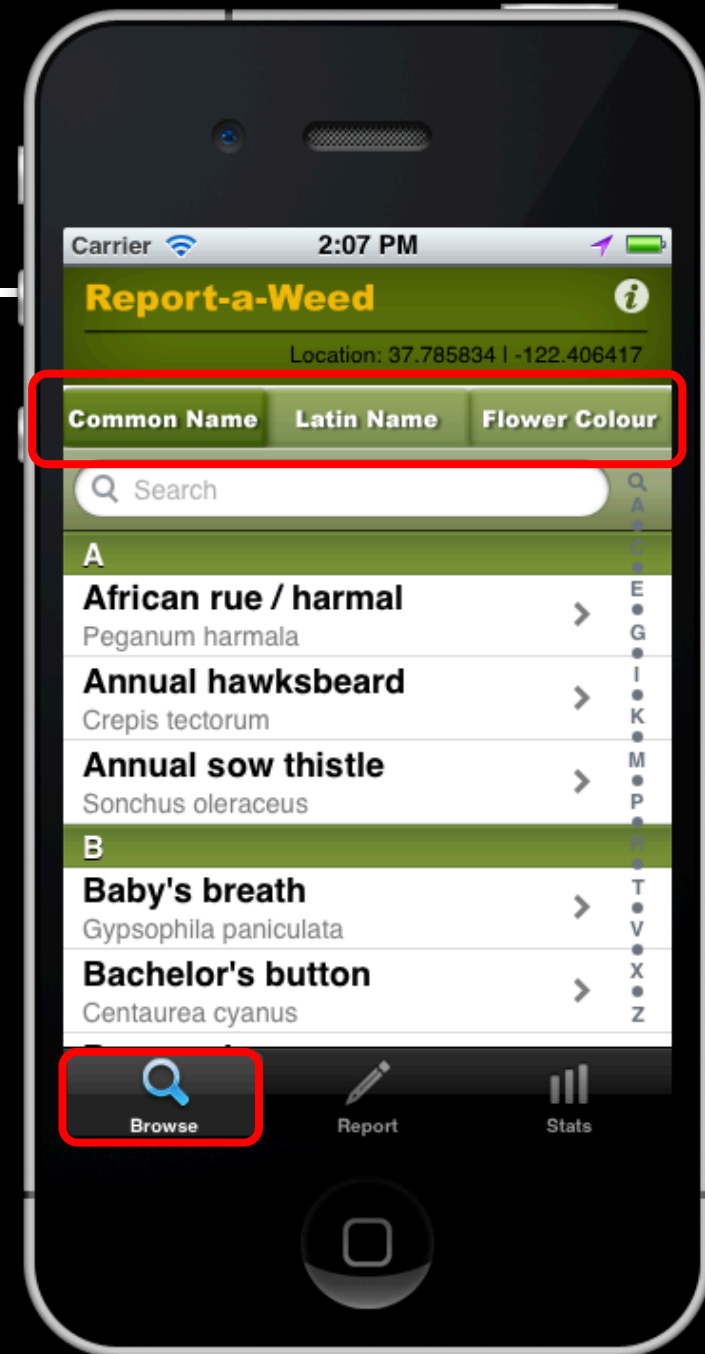 Carrier 2:07 PM
Report-a-Weed
Location: 37.785834 | -122.406417
Common Name Latin Name Flower Colour
Search
A
African rue / harmal
Peganum harmala
Annual hawksbeard
Crepis tectorum
Annual sow thistle
Sonchus oleraceus
B
Baby's breath
Gypsophila paniculata
Bachelor's button
Centaurea cyanus
A
C
E
G
I
K
M
P
R
T
V
X
Z
Browse Report Stats